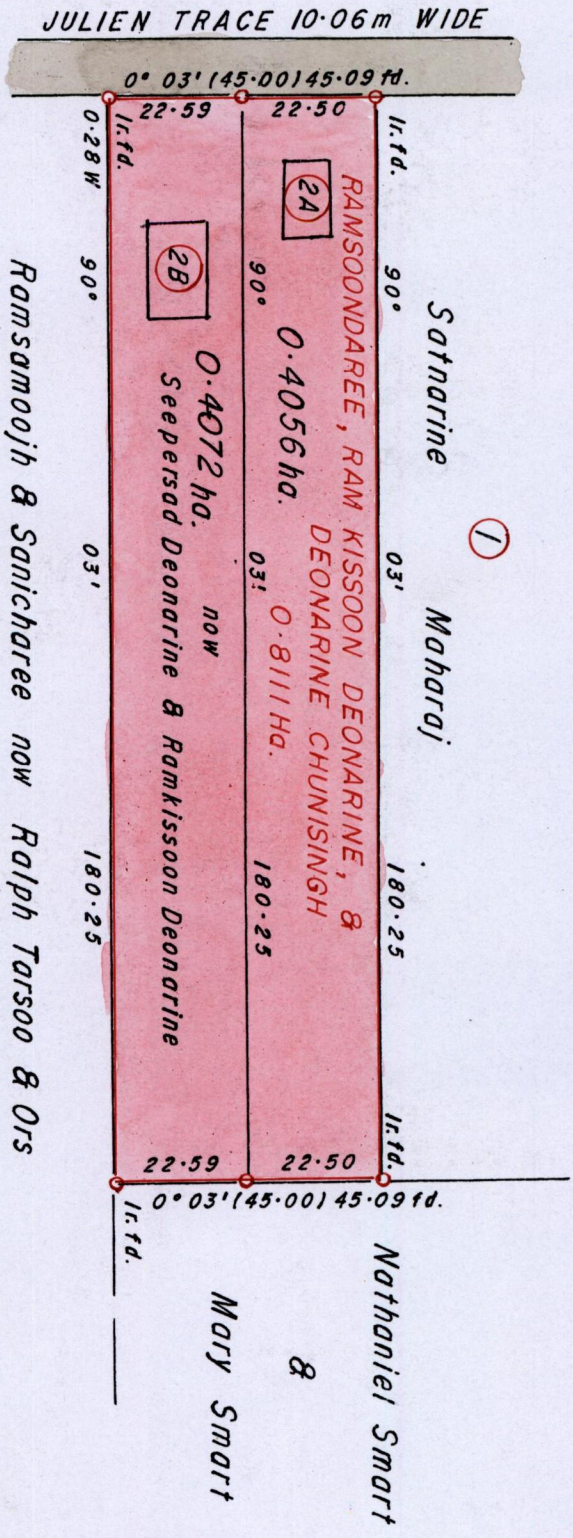 JULIEN TRACE 10·06m WIDE
0° 03' (45·00) 45·09 fd.
22·59
22·50
Ir. fd.
0·28 W
Ir. fd.
Satnarine Maharaj
1
90° 03' 180·25
Ir. fd.
2A
RAMSOONDAREE, RAM KISSOON DEONARINE, &
DEONARINE CHUNISINGH
0·4056 ha.
0·8111 Ha.
90° 03' 180·25
2B
0·4072 ha.
now
Seepersad Deonarine & Ramkissoon Deonarine
90° 03' 180·25
Ramsamoojh & Sanicharee now Ralph Tarsoo & Ors
22·59
22·50
0° 03' (45·00) 45·09 fd.
Ir. fd.
Nathaniel Smart
&
Mary Smart